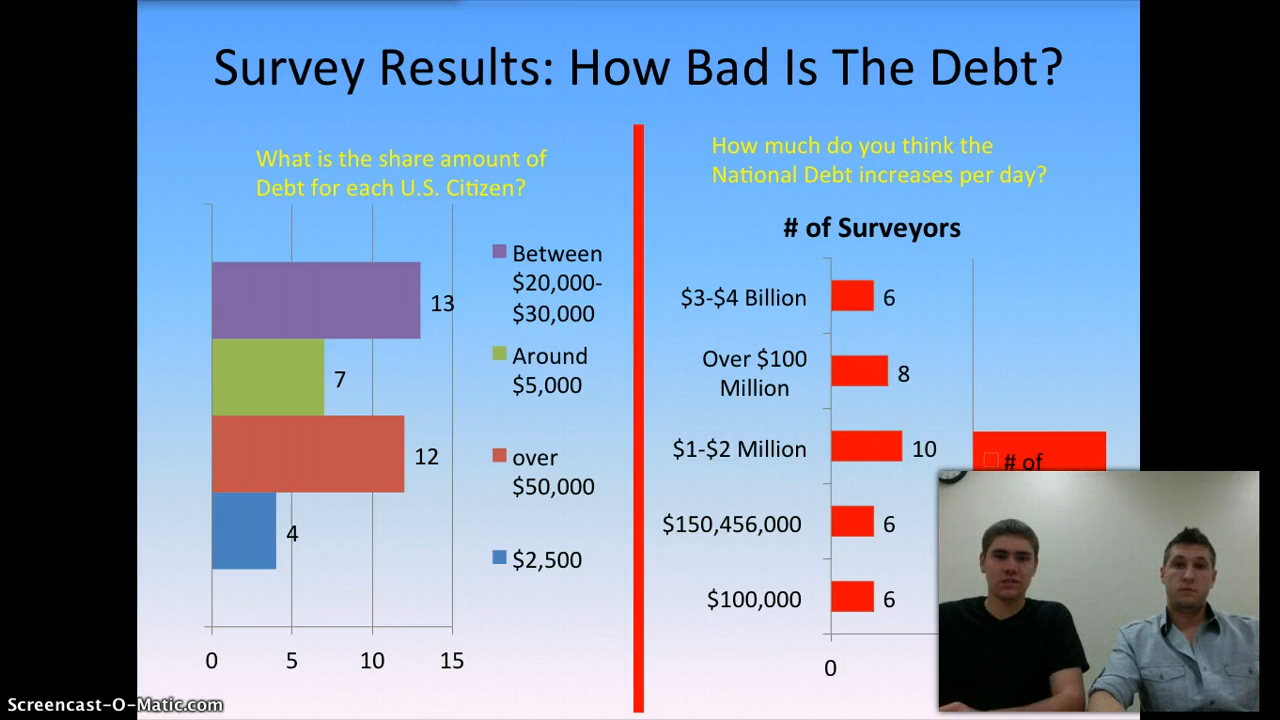 Survey Results: How Bad Is The Debt?
What is the share amount of
Debt for each U.S. Citizen?
13
7
12
4
0
5
10
15
Between
$20,000-
$30,000
Around
$5,000
over
$50,000
$2,500
How much do you think the
National Debt increases per day?
# of Surveyors
$3-$4 Billion
6
Over $100
Million
8
$1-$2 Million
10
$150,456,000
6
$100,000
6
0
# of
Screencast-O-Matic.com